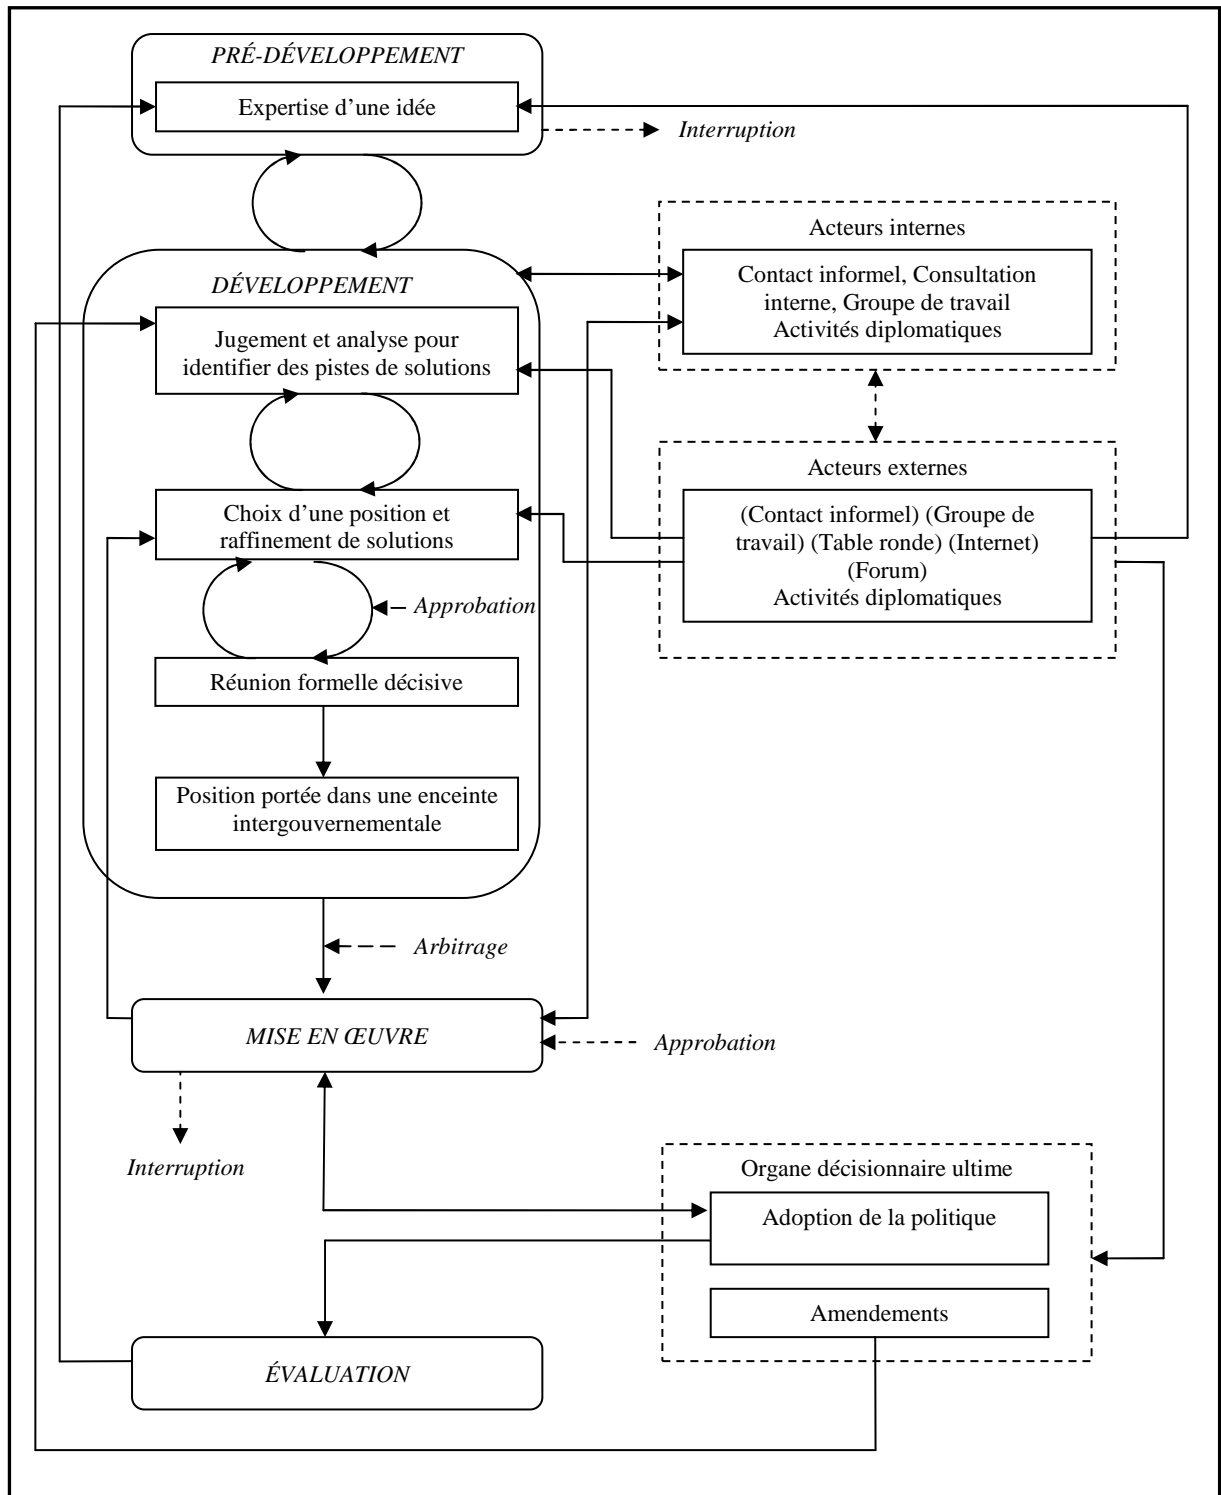 PRÉ-DÉVELOPPEMENT
Expertise d’une idée
Interruption
Acteurs internes
Contact informel, Consultation
interne, Groupe de travail
Activités diplomatiques
DÉVELOPPEMENT
Jugement et analyse pour
identifier des pistes de solutions
Acteurs externes
(Contact informel) (Groupe de
travail) (Table ronde) (Internet)
(Forum)
Activités diplomatiques
Choix d’une position et
raffinement de solutions
Approbation
Réunion formelle décisive
Position portée dans une enceinte
intergouvernementale
Arbitrage
MISE EN ŒUVRE
Approbation
Interruption
Organe décisionnaire ultime
Adoption de la politique
Amendements
ÉVALUATION